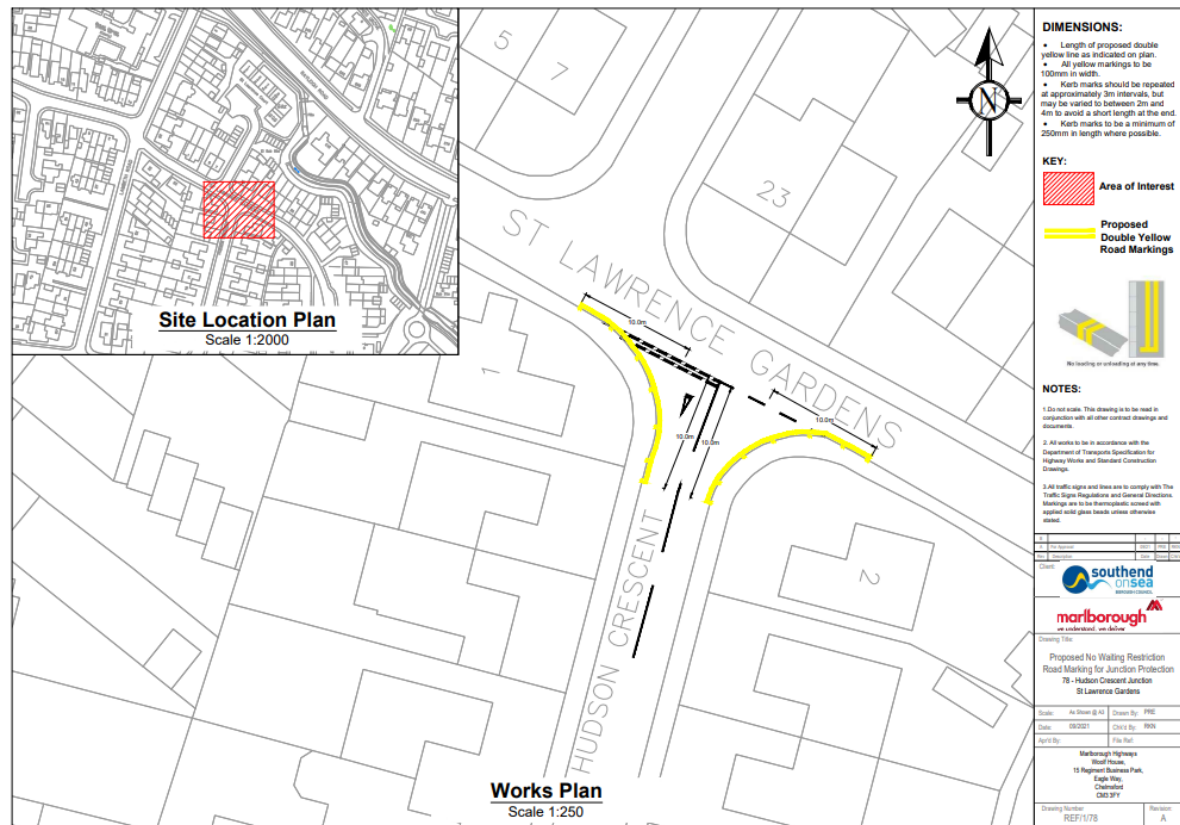 Site Location Plan
Scale 1:2000
5
7
23
1
2
ST LAWRENCE GARDENS
HUDSON CRESCENT
10.0m
10.0m
10.0m
10.0m
N
Works Plan
Scale 1:250
DIMENSIONS:
• Length of proposed double
yellow line as indicated on plan.
• All yellow markings to be
100mm in width.
• Kerb marks should be repeated
at approximately 3m intervals, but
may be varied to between 2m and
4m to avoid a short length at the end.
• Kerb marks to be a minimum of
250mm in length where possible.
KEY:
Area of Interest
Proposed
Double Yellow
Road Markings
No loading or unloading at any time.
NOTES:
1.Do not scale. This drawing is to be read in
conjunction with all other contract drawings and
documents.
2. All works to be in accordance with the
Department of Transports Specification for
Highway Works and Standard Construction
Drawings.
3.All traffic signs and lines are to comply with The
Traffic Signs Regulations and General Directions.
Markings are to be thermoplastic screed with
applied solid glass beads unless otherwise
stated.
Client:
southend
on sea
BOROUGH COUNCIL
marlborough
we understand, we deliver
Drawing Title:
Proposed No Waiting Restriction
Road Marking for Junction Protection
78 - Hudson Crescent Junction
St Lawrence Gardens
Scale: As Shown @ A3 Drawn By: PRE
Date: 09/2021 Chk'd By:
App'd By: File Ref:
Marlborough Highways
Woolf House,
15 Regiment Business Park,
Eagle Way,
Chelmsford
CM3 3FY
Drawing Number Revision:
REF/1/78 A